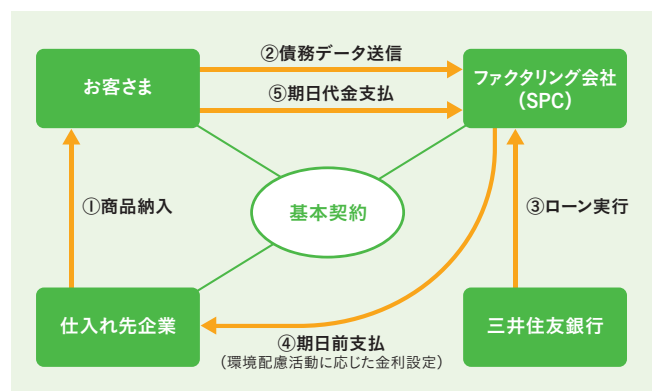 ②債務データ送信
お客さま
ファクタリング会社
(SPC)
⑤期日代金支払
①商品納入
基本契約
③ローン実行
仕入れ先企業
三井住友銀行
④期日前支払
(環境配慮活動に応じた金利設定)